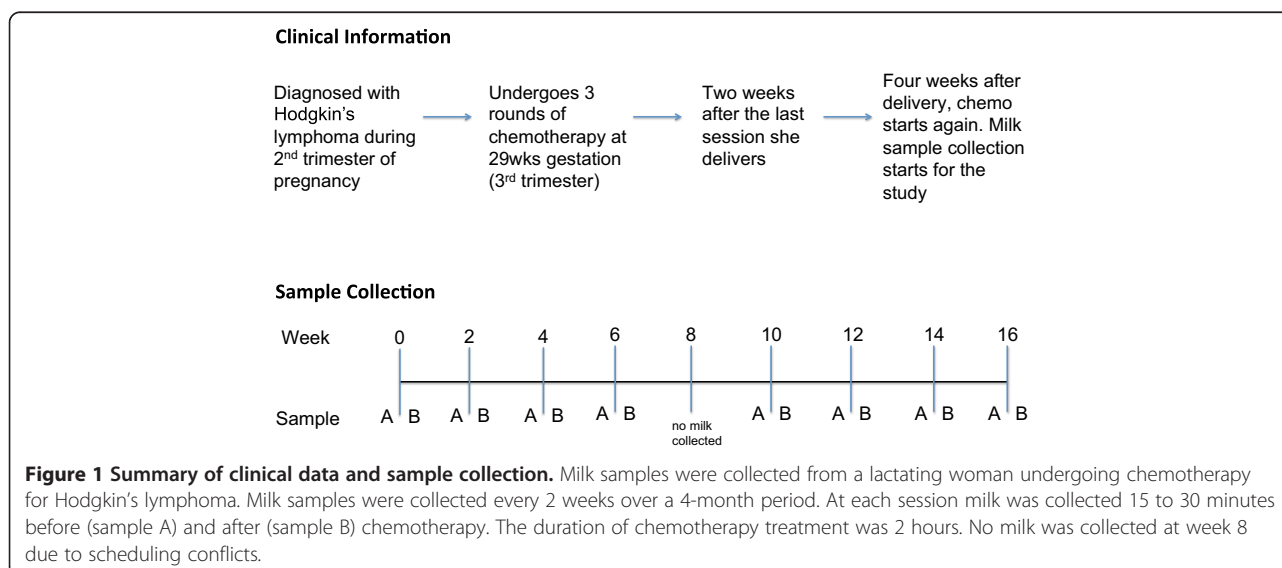 Clinical Information
Diagnosed with
Hodgkin's
lymphoma during
2nd trimester of
pregnancy
Undergoes 3
rounds of
chemotherapy at
29wks gestation
(3rd trimester)
Two weeks
after the last
session she
delivers
Four weeks after
delivery, chemo
starts again. Milk
sample collection
starts for the
study
Sample Collection
Week 0 2 4 6 8 10 12 14 16
Sample A B A B A B A B no milk collected A B A B A B A B
Figure 1 Summary of clinical data and sample collection. Milk samples were collected from a lactating woman undergoing chemotherapy
for Hodgkin's lymphoma. Milk samples were collected every 2 weeks over a 4-month period. At each session milk was collected 15 to 30 minutes
before (sample A) and after (sample B) chemotherapy. The duration of chemotherapy treatment was 2 hours. No milk was collected at week 8
due to scheduling conflicts.